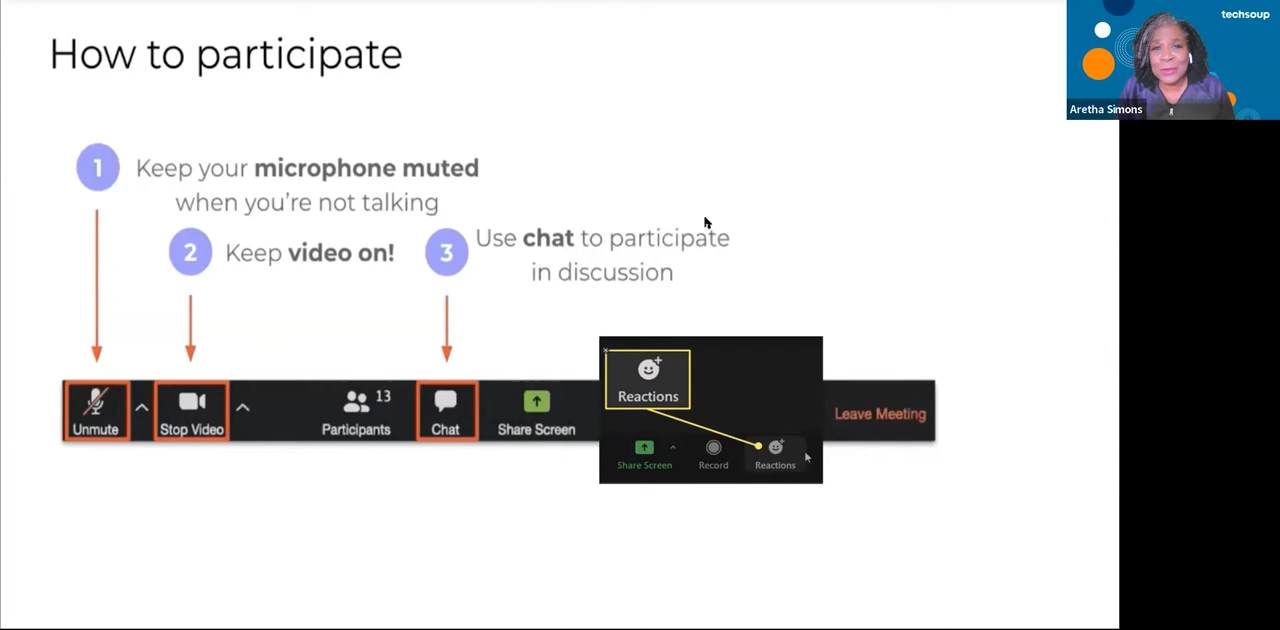 How to participate
techsoup
Aretha Simons
1 Keep your microphone muted
when you're not talking
2 Keep video on!
3 Use chat to participate
in discussion
Unmute
Stop Video
Participants 13
Chat
Share Screen
Reactions
Share Screen
Record
Reactions
Leave Meeting